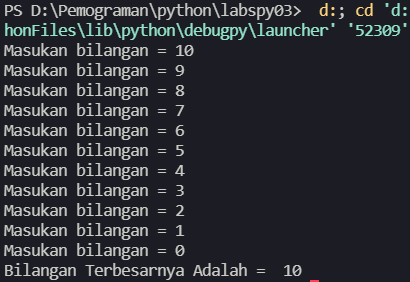 PS D:\Pemograman\python\labspy03>  d:; cd 'd:
honFiles\lib\python\debugpy\launcher' '52309'
Masukan bilangan = 10
Masukan bilangan = 9
Masukan bilangan = 8
Masukan bilangan = 7
Masukan bilangan = 6
Masukan bilangan = 5
Masukan bilangan = 4
Masukan bilangan = 3
Masukan bilangan = 2
Masukan bilangan = 1
Masukan bilangan = 0
Bilangan Terbesarnya Adalah =  10